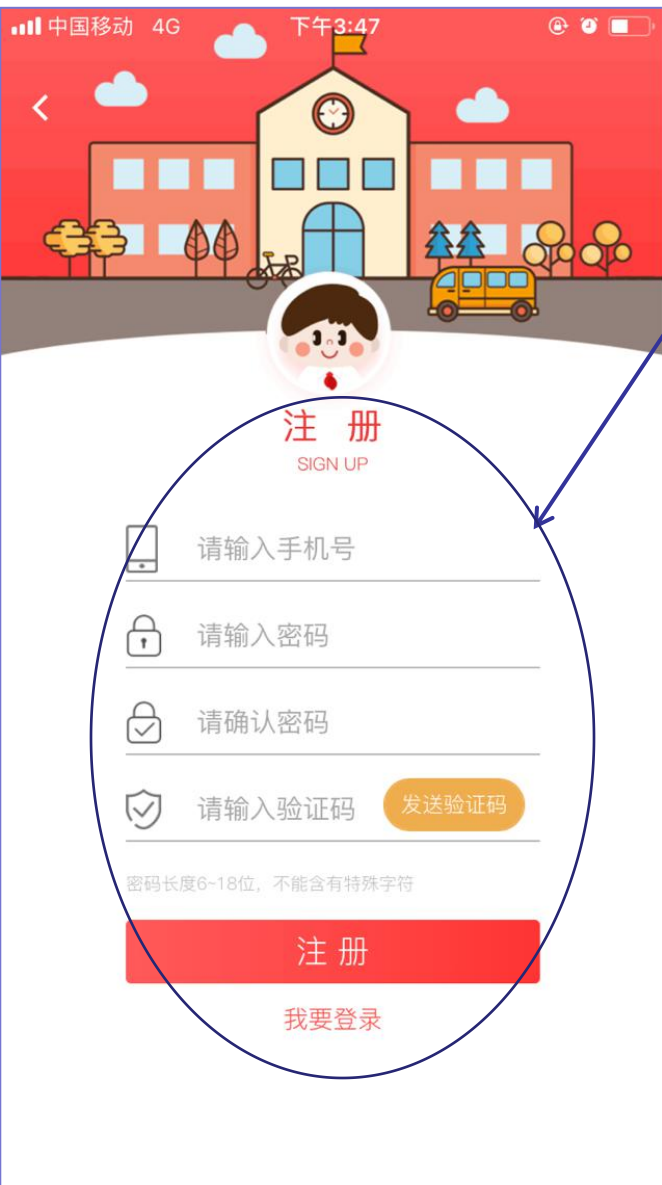 中国移动 4G 下午3:47
注 册
SIGN UP
请输入手机号
请输入密码
请确认密码
请输入验证码 发送验证码
密码长度6~18位，不能含有特殊字符
注 册
我要登录